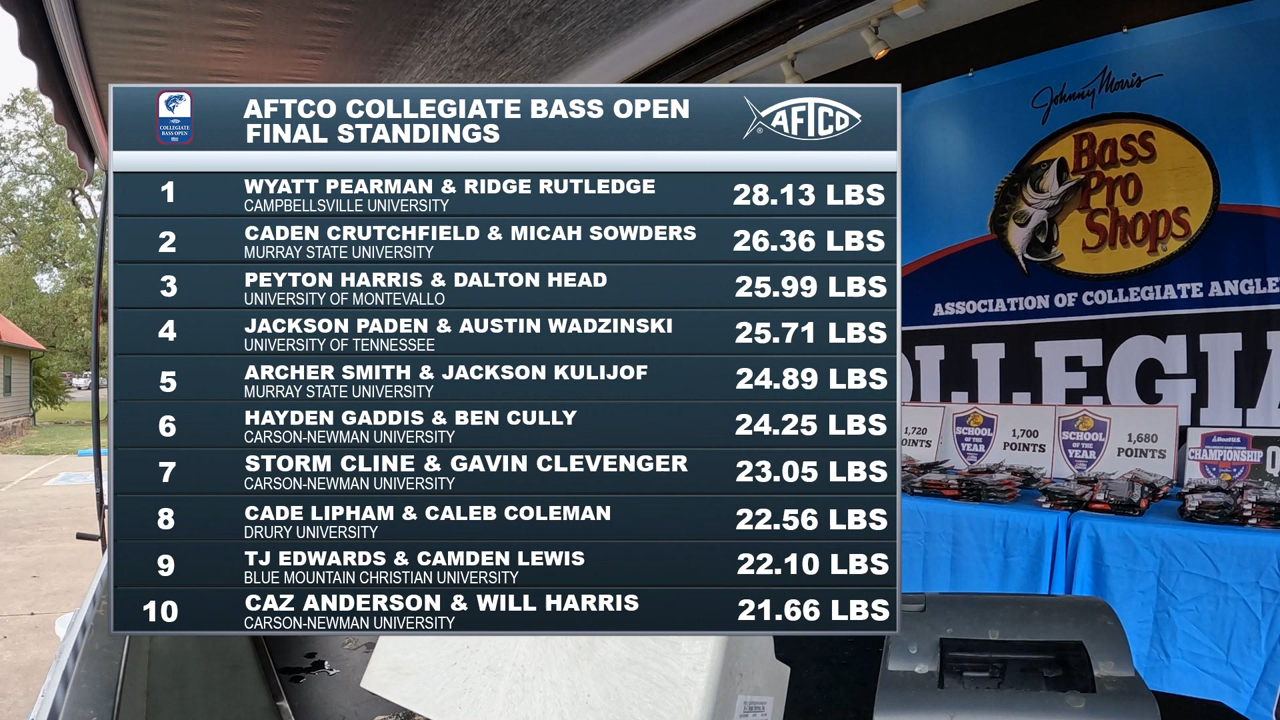 AFTCO COLLEGIATE BASS OPEN
FINAL STANDINGS
COLLEGIATE
BASS OPEN
AFTCO
®
1 WYATT PEARMAN & RIDGE RUTLEDGE 28.13 LBS
CAMPBELLSVILLE UNIVERSITY
2 CADEN CRUTCHFIELD & MICAH SOWDERS 26.36 LBS
MURRAY STATE UNIVERSITY
3 PEYTON HARRIS & DALTON HEAD 25.99 LBS
UNIVERSITY OF MONTEVALLO
4 JACKSON PADEN & AUSTIN WADZINSKI 25.71 LBS
UNIVERSITY OF TENNESSEE
5 ARCHER SMITH & JACKSON KULIJOF 24.89 LBS
MURRAY STATE UNIVERSITY
6 HAYDEN GADDIS & BEN CULLY 24.25 LBS
CARSON-NEWMAN UNIVERSITY
7 STORM CLINE & GAVIN CLEVENGER 23.05 LBS
CARSON-NEWMAN UNIVERSITY
8 CADE LIPHAM & CALEB COLEMAN 22.56 LBS
DRURY UNIVERSITY
9 TJ EDWARDS & CAMDEN LEWIS 22.10 LBS
BLUE MOUNTAIN CHRISTIAN UNIVERSITY
10 CAZ ANDERSON & WILL HARRIS 21.66 LBS
CARSON-NEWMAN UNIVERSITY
Johnny Morris
Bass
Pro
Shops
ASSOCIATION OF COLLEGIATE ANGLE
OLLEGIA
1,720
OINTS
SCHOOL
OF THE
YEAR
1,700
POINTS
SCHOOL
OF THE
YEAR
1,680
POINTS
BoatU.S.
CHAMPIONSHIP
Q